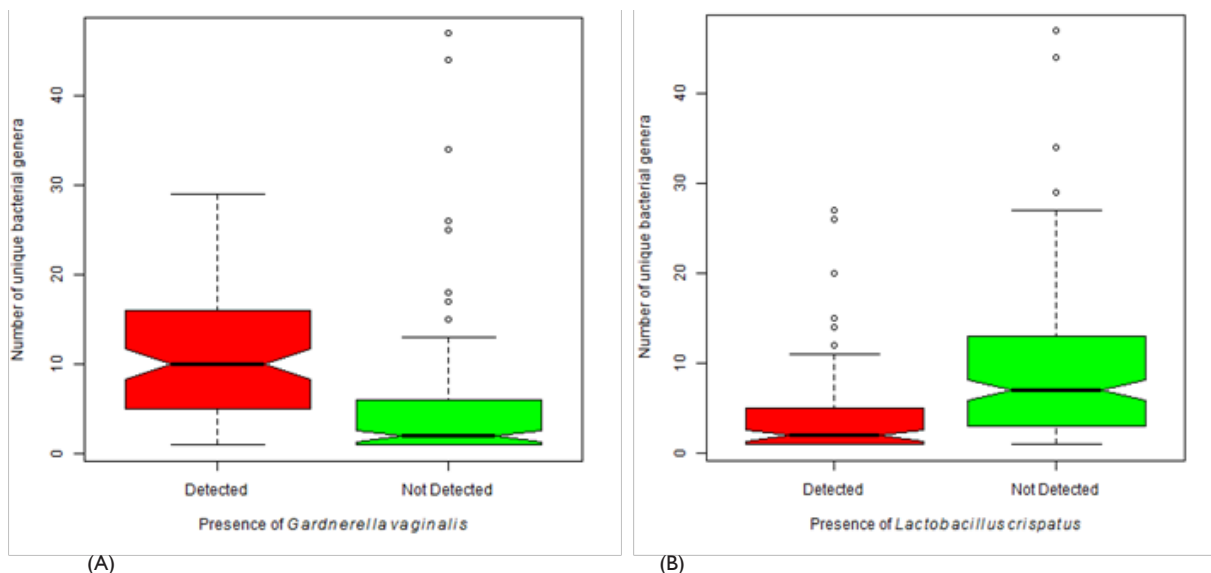 Number of unique bacterial genera
40
30
20
10
0
Detected Not Detected
Presence of Gardnerella vaginalis
(A)
Number of unique bacterial genera
40
30
20
10
0
Detected Not Detected
Presence of Lactobacillus crispatus
(B)